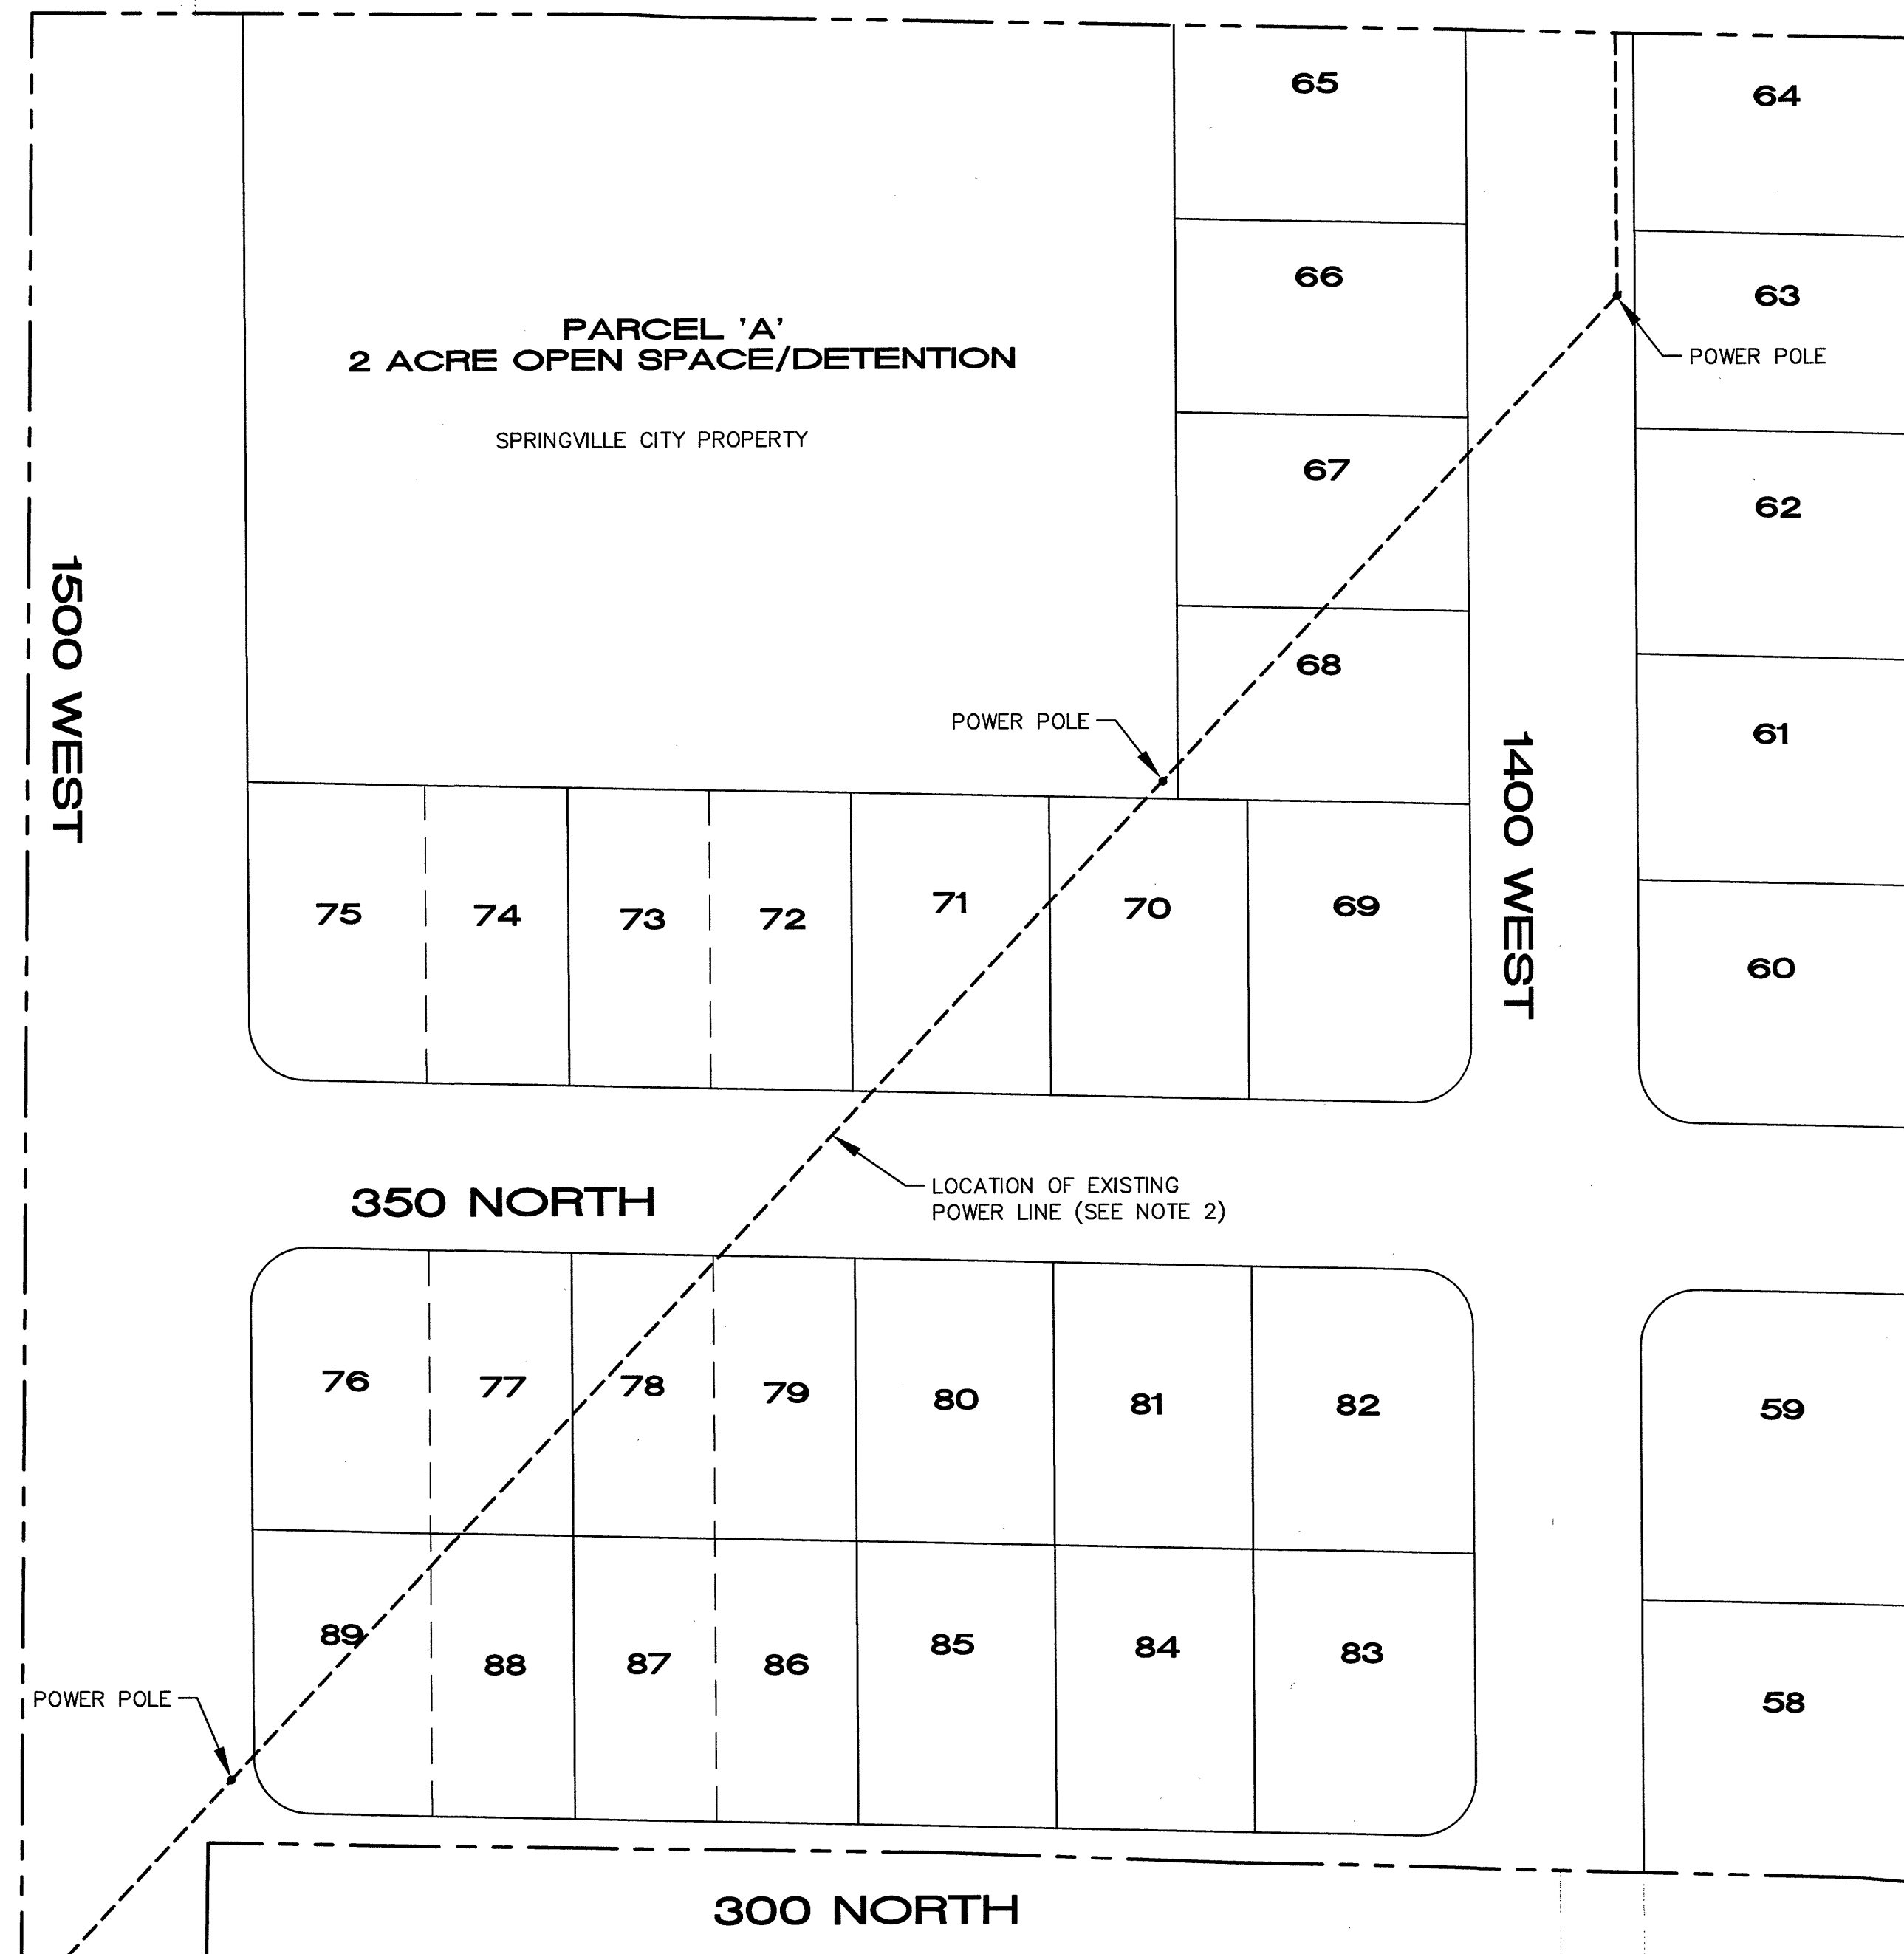 65
64
66
63
PARCEL 'A'
2 ACRE OPEN SPACE/DETENTION
POWER POLE
SPRINGVILLE CITY PROPERTY
67
62
1500 WEST
68
POWER POLE
61
1400 WEST
75
74
73
72
71
70
69
60
350 NORTH
LOCATION OF EXISTING
POWER LINE (SEE NOTE 2)
76
77
78
79
80
81
82
59
89
88
87
86
85
84
83
58
POWER POLE
300 NORTH